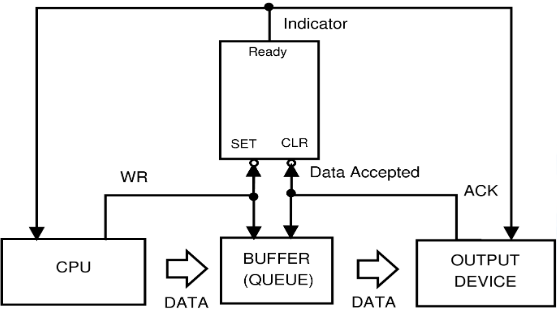 Indicator
Ready
SET
CLR
WR
Data Accepted
ACK
CPU
BUFFER
(QUEUE)
OUTPUT
DEVICE
DATA
DATA